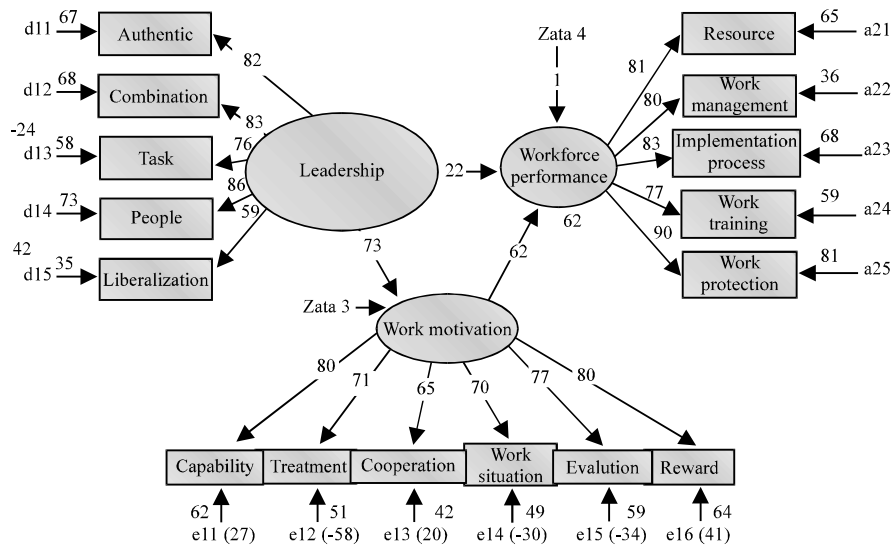 d11 67
Authentic
82
d12 68
Combination
83
-24
d13 58
Task
76
d14 73
People
86
42
d15 35
Liberalization
59
Leadership
22
73
Zata 4
1
Workforce
performance
62
62
81
Resource
65
a21
80
Work
management
36
a22
83
Implementation
process
68
a23
77
Work
training
59
a24
90
Work
protection
81
a25
Zata 3
Work motivation
80
71
65
70
77
80
Capability
Treatment
Cooperation
Work
situation
Evalution
Reward
62
51
42
49
59
64
e11 (27)
e12 (-58)
e13 (20)
e14 (-30)
e15 (-34)
e16 (41)